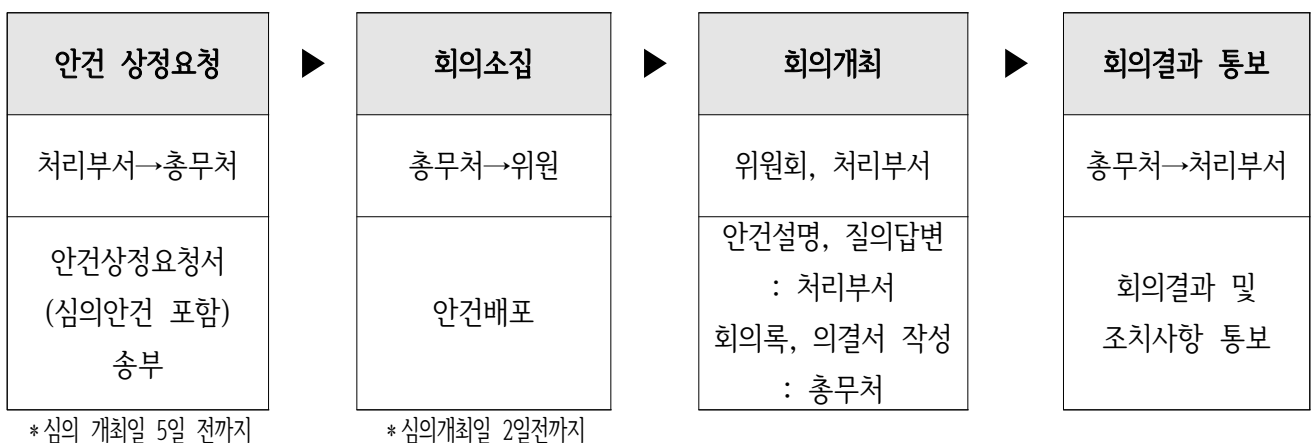 안건 상정요청 ▶ 회의소집 ▶ 회의개최 ▶ 회의결과 통보
처리부서→총무처
총무처→위원
위원회, 처리부서
총무처→처리부서
안건상정요청서
(심의안건 포함)
송부
안건배포
안건설명, 질의답변
: 처리부서
회의록, 의결서 작성
: 총무처
회의결과 및
조치사항 통보
*심의 개최일 5일 전까지
*심의개최일 2일전까지